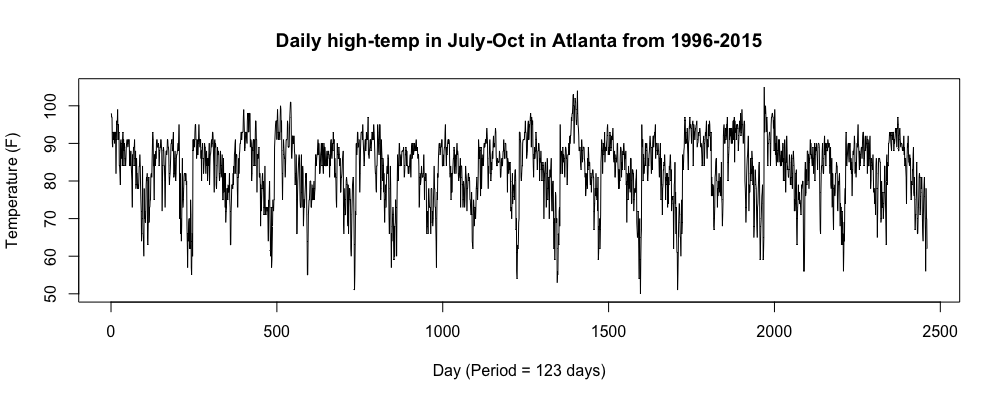 Daily high-temp in July-Oct in Atlanta from 1996-2015
Temperature (F)
100
90
80
70
60
50
0 500 1000 1500 2000 2500
Day (Period = 123 days)